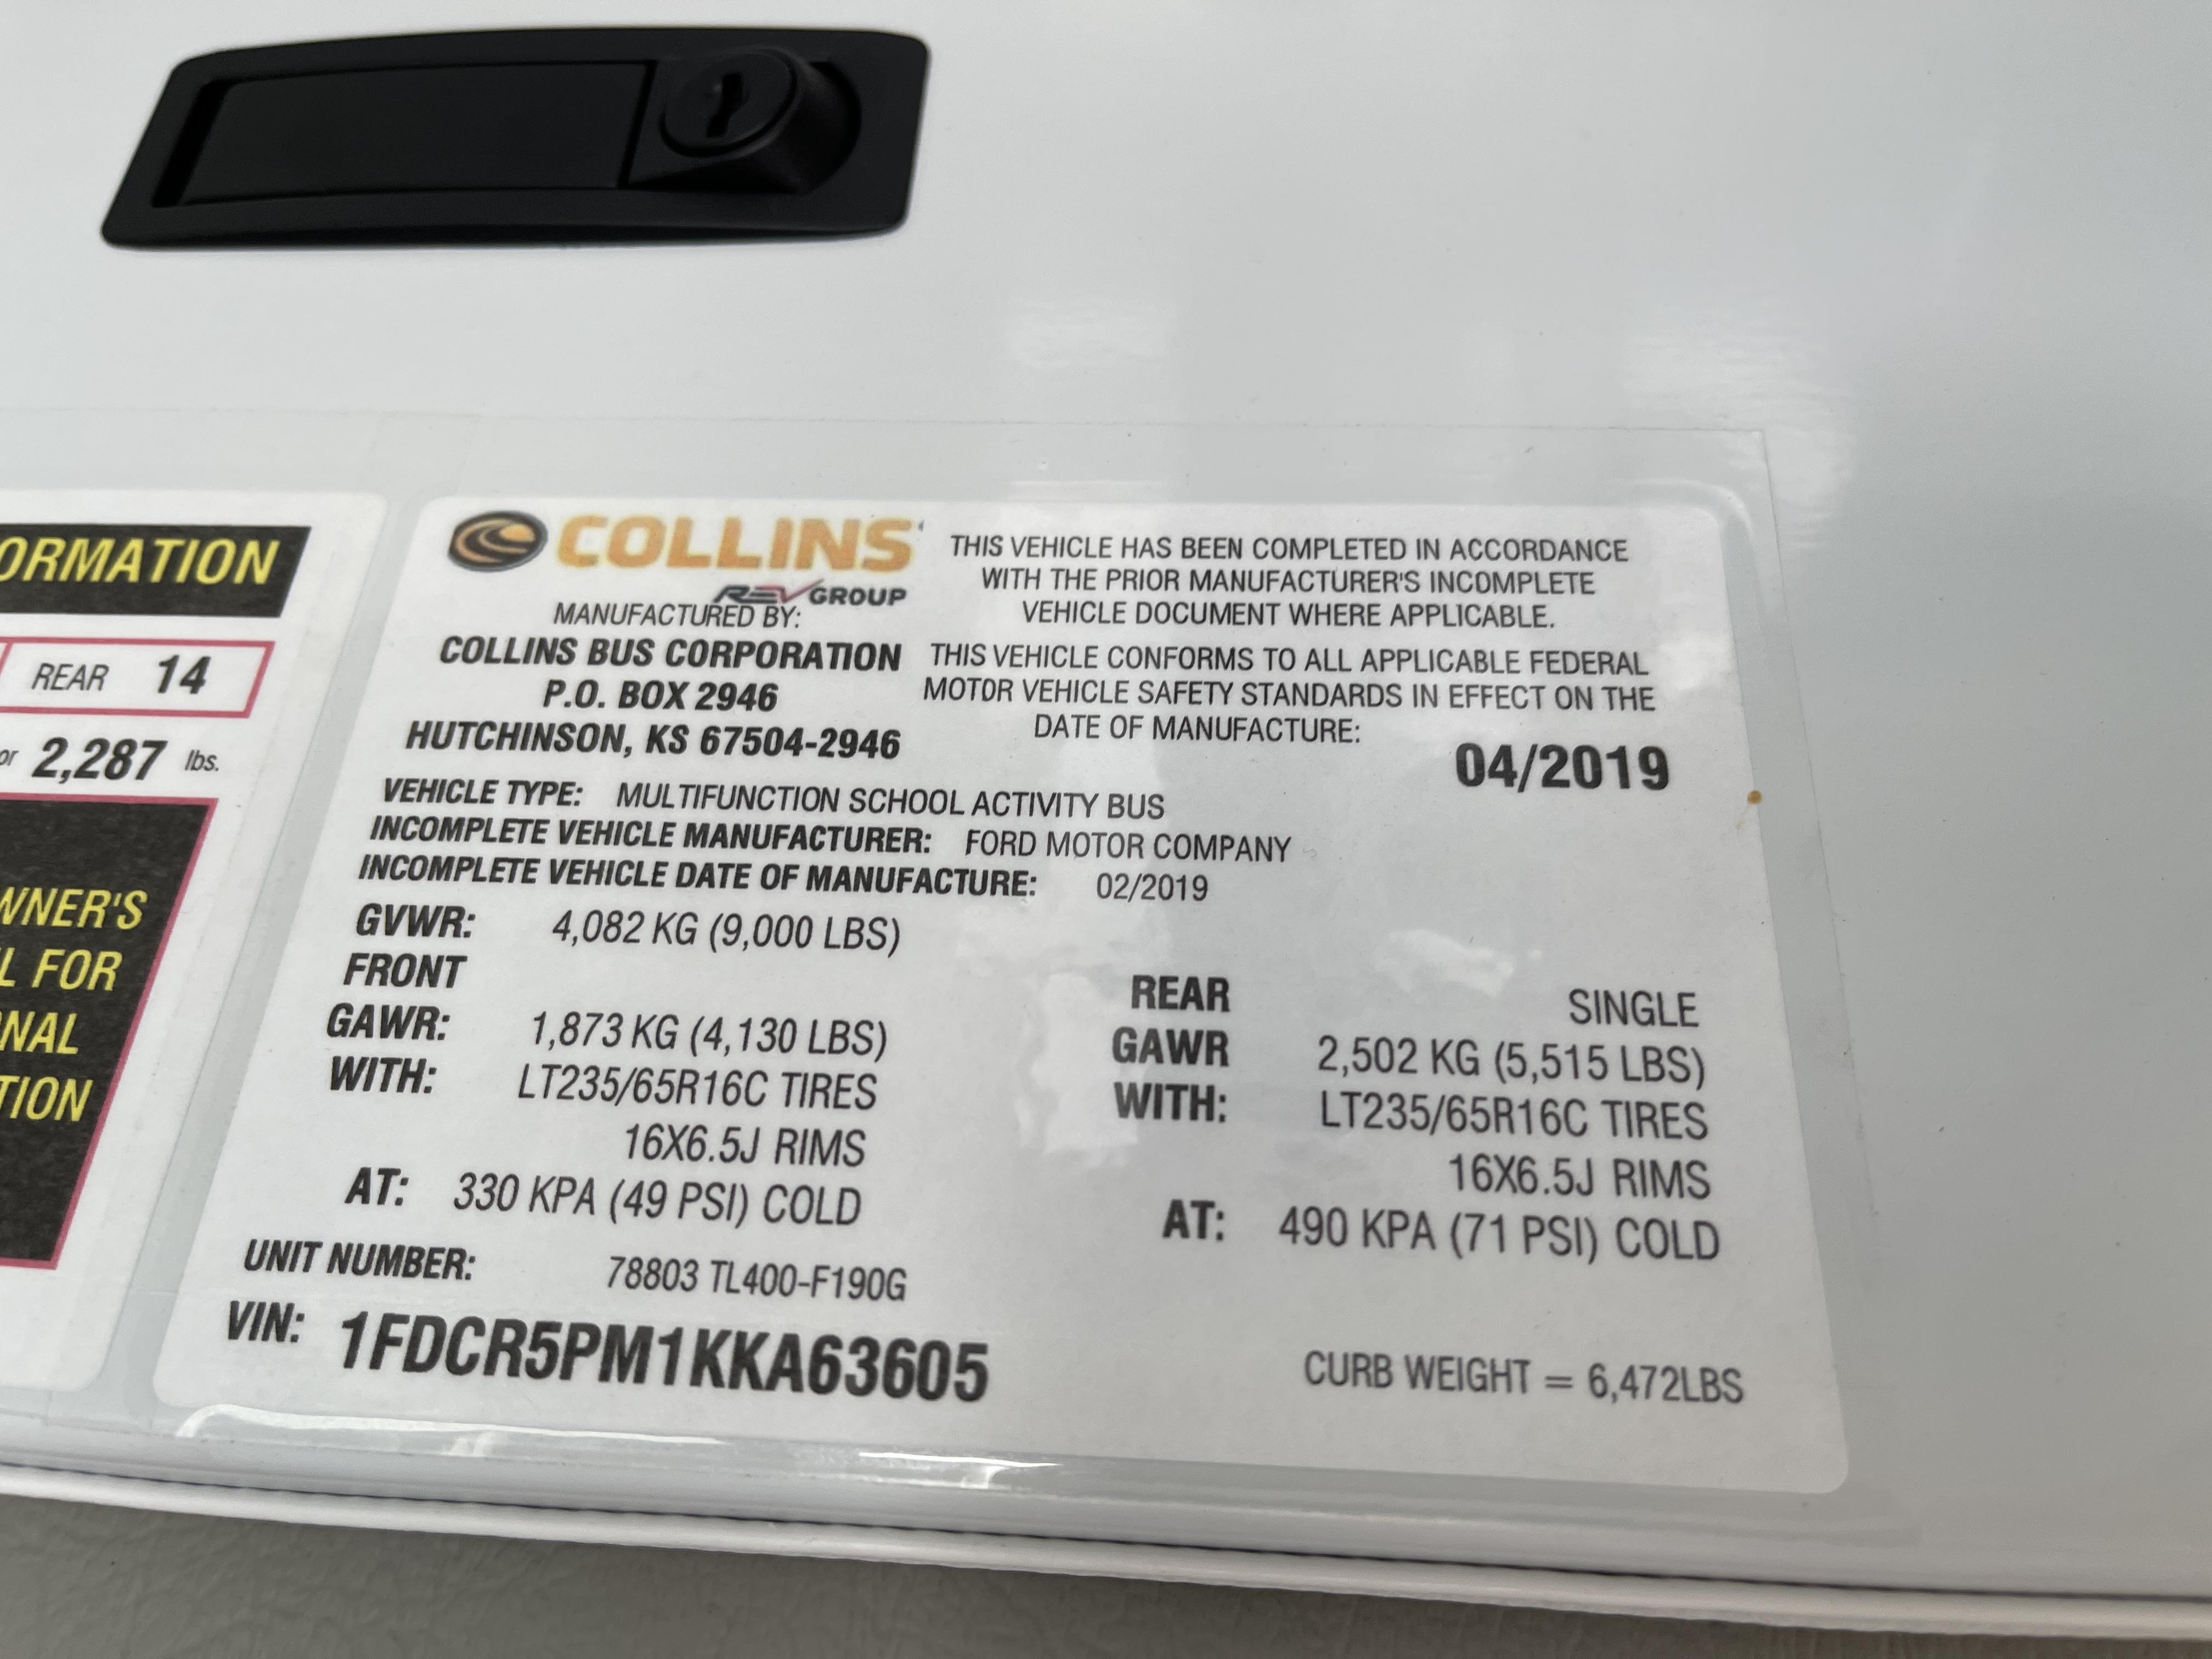 ORMATION
REAR 14
or 2,287 lbs.
WNER'S
L FOR
NAL
TION
COLLINS
REV GROUP
MANUFACTURED BY:
COLLINS BUS CORPORATION
P.O. BOX 2946
HUTCHINSON, KS 67504-2946
THIS VEHICLE HAS BEEN COMPLETED IN ACCORDANCE
WITH THE PRIOR MANUFACTURER'S INCOMPLETE
VEHICLE DOCUMENT WHERE APPLICABLE.
THIS VEHICLE CONFORMS TO ALL APPLICABLE FEDERAL
MOTOR VEHICLE SAFETY STANDARDS IN EFFECT ON THE
DATE OF MANUFACTURE:
04/2019
VEHICLE TYPE: MULTIFUNCTION SCHOOL ACTIVITY BUS
INCOMPLETE VEHICLE MANUFACTURER: FORD MOTOR COMPANY
INCOMPLETE VEHICLE DATE OF MANUFACTURE: 02/2019
GVWR: 4,082 KG (9,000 LBS)
FRONT
GAWR: 1,873 KG (4,130 LBS)
WITH: LT235/65R16C TIRES
16X6.5J RIMS
AT: 330 KPA (49 PSI) COLD
REAR SINGLE
GAWR 2,502 KG (5,515 LBS)
WITH: LT235/65R16C TIRES
16X6.5J RIMS
AT: 490 KPA (71 PSI) COLD
UNIT NUMBER: 78803 TL400-F190G
VIN: 1FDCR5PM1KKA63605
CURB WEIGHT = 6,472LBS